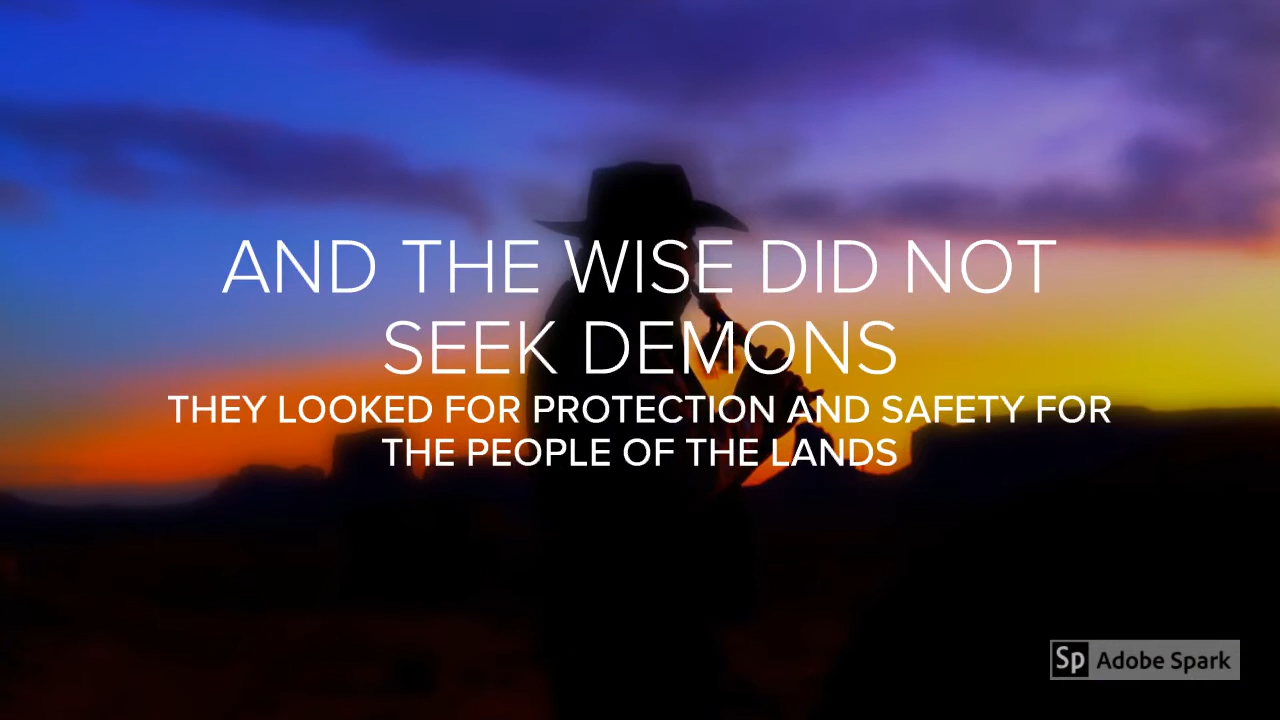 AND THE WISE DID NOT
SEEK DEMONS
THEY LOOKED FOR PROTECTION AND SAFETY FOR
THE PEOPLE OF THE LANDS
Sp Adobe Spark